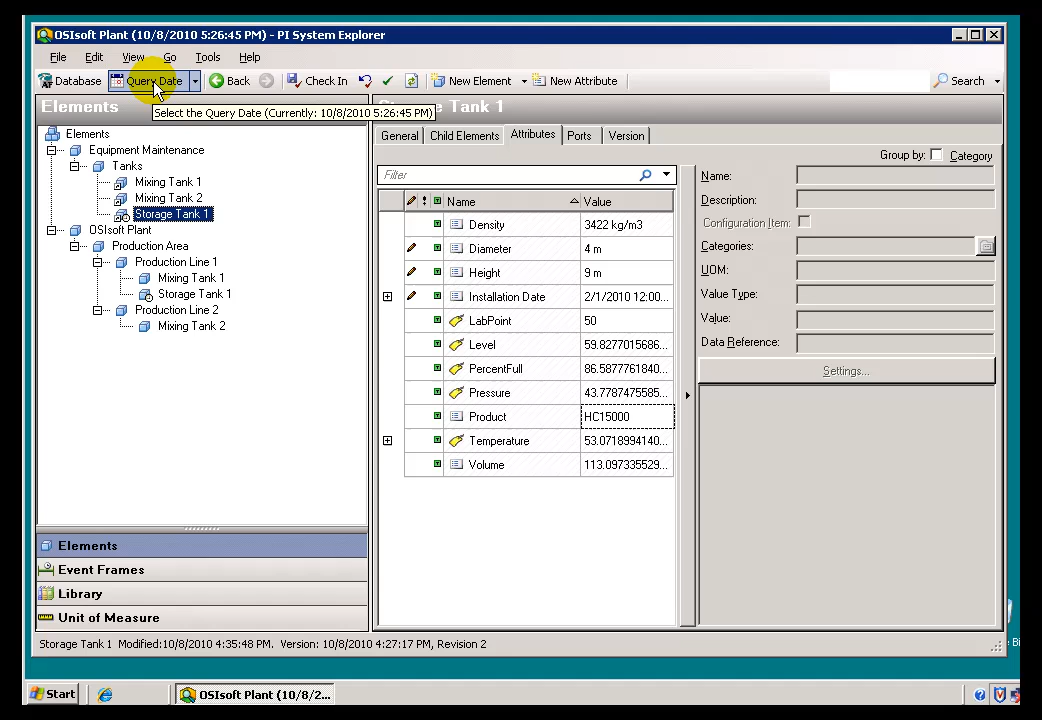 OSIsoft Plant (10/8/2010 5:26:45 PM) - PI System Explorer
File Edit View Go Tools Help
Database Query Date Back Check In New Element New Attribute Search
Elements
Storage Tank 1
Select the Query Date (Currently: 10/8/2010 5:26:45 PM)
Elements
Equipment Maintenance
Tanks
Mixing Tank 1
Mixing Tank 2
Storage Tank 1
OSIsoft Plant
Production Area
Production Line 1
Mixing Tank 1
Storage Tank 1
Production Line 2
Mixing Tank 2
Elements
Event Frames
Library
Unit of Measure
General Child Elements Attributes Ports Version
Group by: Category
Filter
Name Value
Density 3422 kg/m3
Diameter 4 m
Height 9 m
Installation Date 2/1/2010 12:00...
LabPoint 50
Level 59.8277015686...
PercentFull 86.5877761840...
Pressure 43.7787475585...
Product HC15000
Temperature 53.0718994140...
Volume 113.097335529...
Name:
Description:
Configuration Item:
Categories:
UOM:
Value Type:
Value:
Data Reference:
Settings...
Storage Tank 1 Modified:10/8/2010 4:35:48 PM. Version: 10/8/2010 4:27:17 PM, Revision 2
Start OSIsoft Plant (10/8/2...